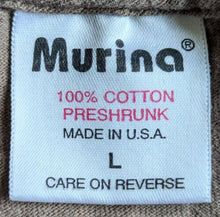 Murina®
100% COTTON
PRESHRUNK
MADE IN U.S.A.
L
CARE ON REVERSE